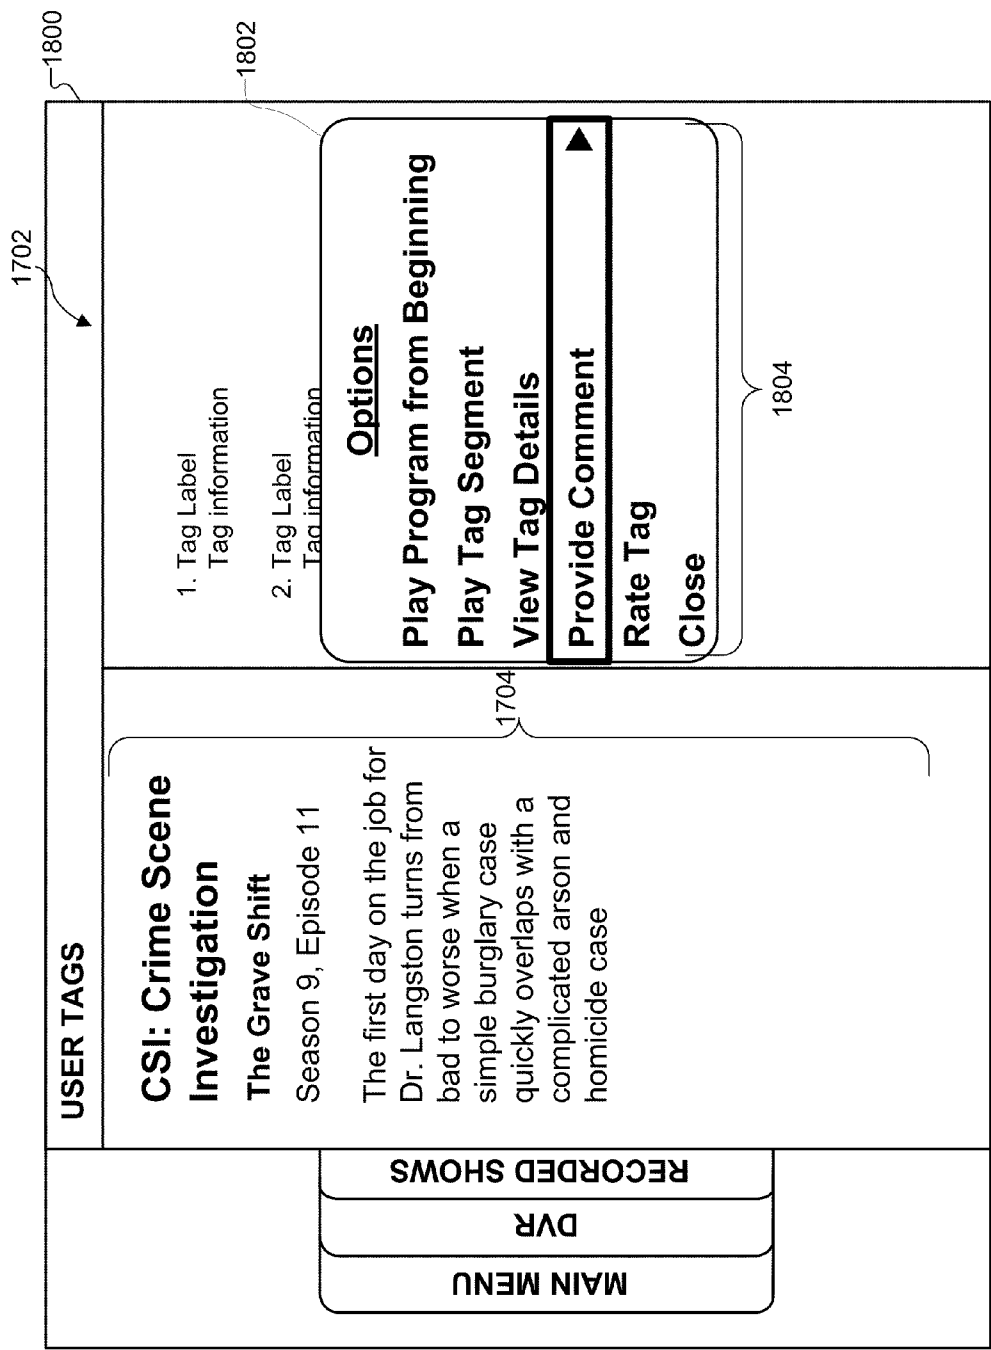 1800
1702
1802
USER TAGS
MAIN MENU
DVR
RECORDED SHOWS
CSI: Crime Scene
Investigation
The Grave Shift
Season 9, Episode 11
The first day on the job for
Dr. Langston turns from
bad to worse when a
simple burglary case
quickly overlaps with a
complicated arson and
homicide case
1704
1. Tag Label
Tag information
2. Tag Label
Tag information
Options
Play Program from Beginning
Play Tag Segment
View Tag Details
Provide Comment
Rate Tag
Close
1804